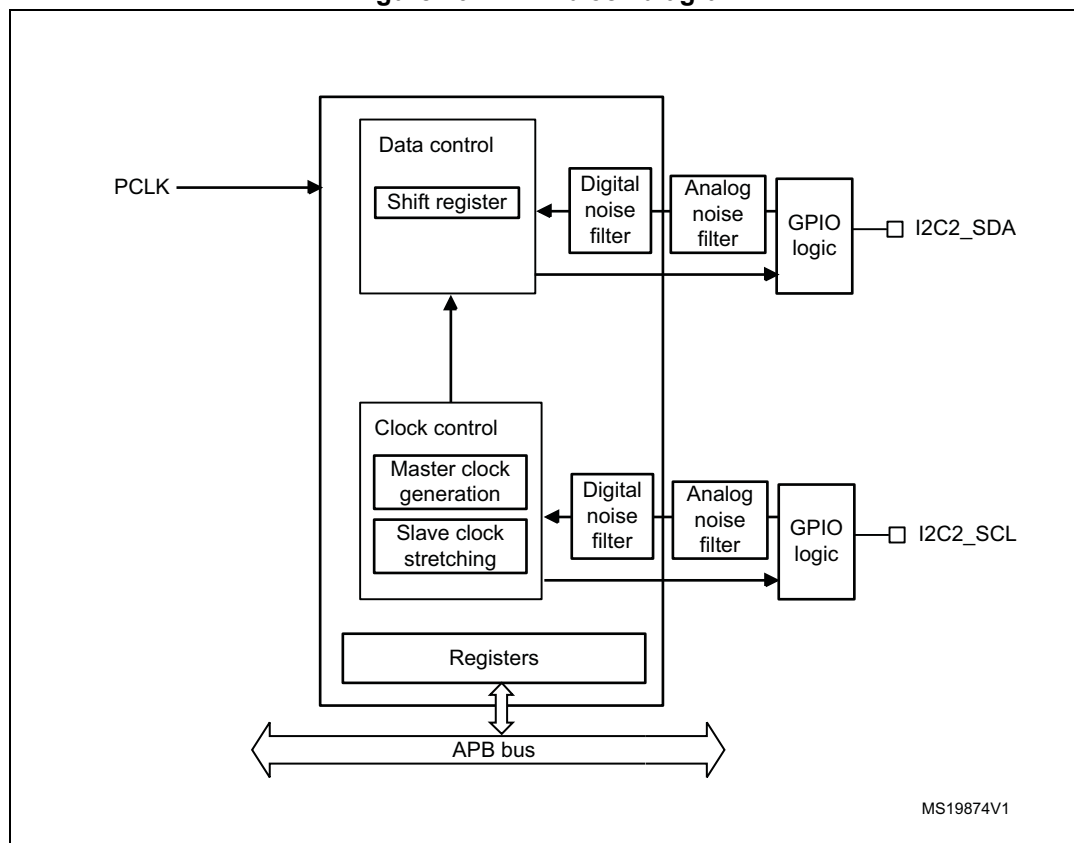 Data control
Shift register
PCLK
Digital
noise
filter
Analog
noise
filter
GPIO
logic
I2C2_SDA
Clock control
Master clock
generation
Slave clock
stretching
Digital
noise
filter
Analog
noise
filter
GPIO
logic
I2C2_SCL
Registers
APB bus
MS19874V1